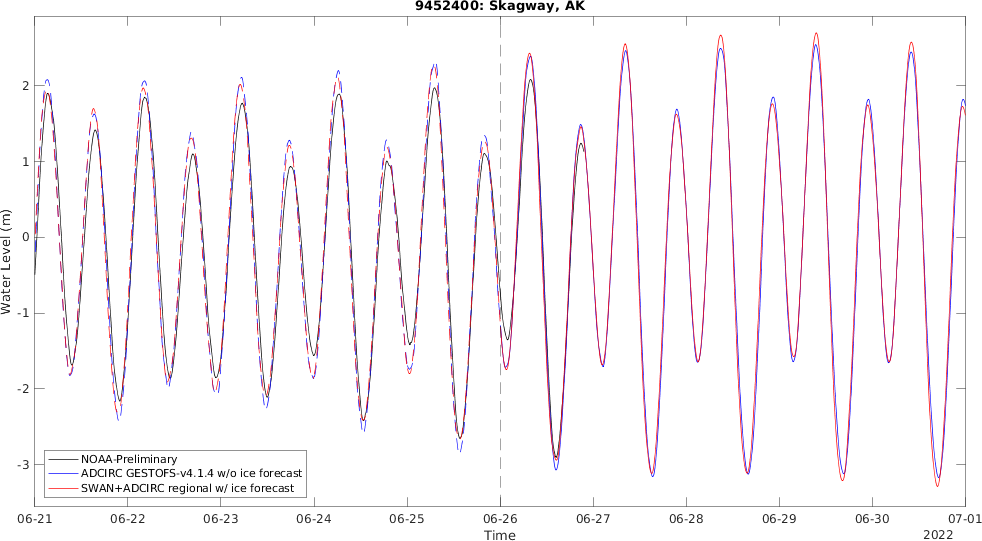 9452400: Skagway, AK
Water Level (m)
2
1
0
-1
-2
-3
NOAA-Preliminary
ADCIRC GESTOFS-v4.1.4 w/o ice forecast
SWAN+ADCIRC regional w/ ice forecast
06-21 06-22 06-23 06-24 06-25 06-26 06-27 06-28 06-29 06-30 07-01
Time
2022